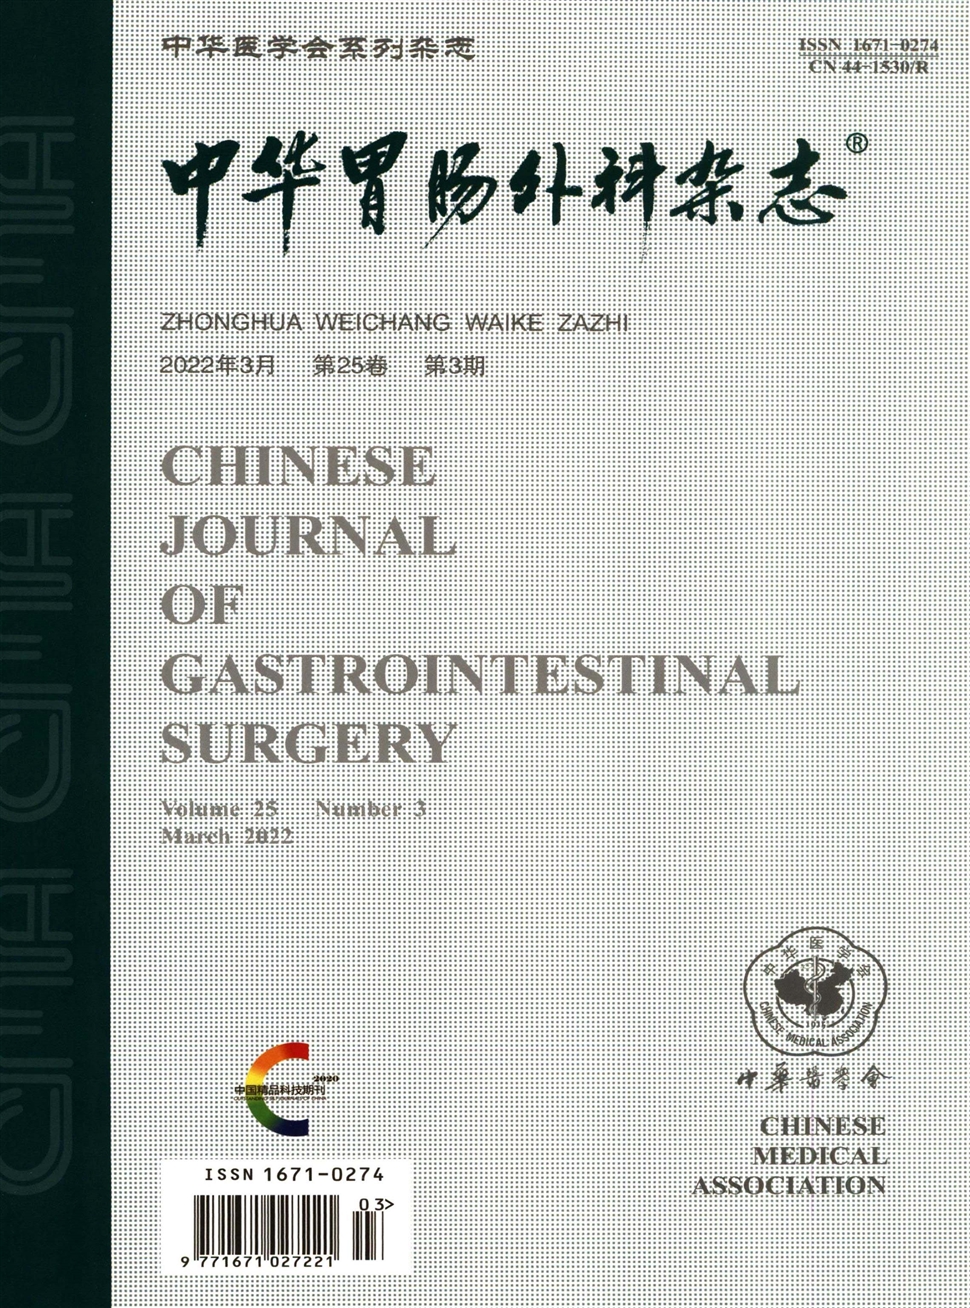 中华医学会系列杂志
ISSN 1671-0274
CN 44-1530/R
中华胃肠外科杂志®
ZHONGHUA WEICHANG WAIKE ZAZHI
2022年3月 第25卷 第3期
CHINESE
JOURNAL
OF
GASTROINTESTINAL
SURGERY
Volume 25 Number 3
March 2022
中华医学会
1915
CHINESE MEDICAL ASSOCIATION
中华医学会
2020
中国精品科技期刊
CHINESE
MEDICAL
ASSOCIATION
ISSN 1671-0274
03>
9 771671 027221